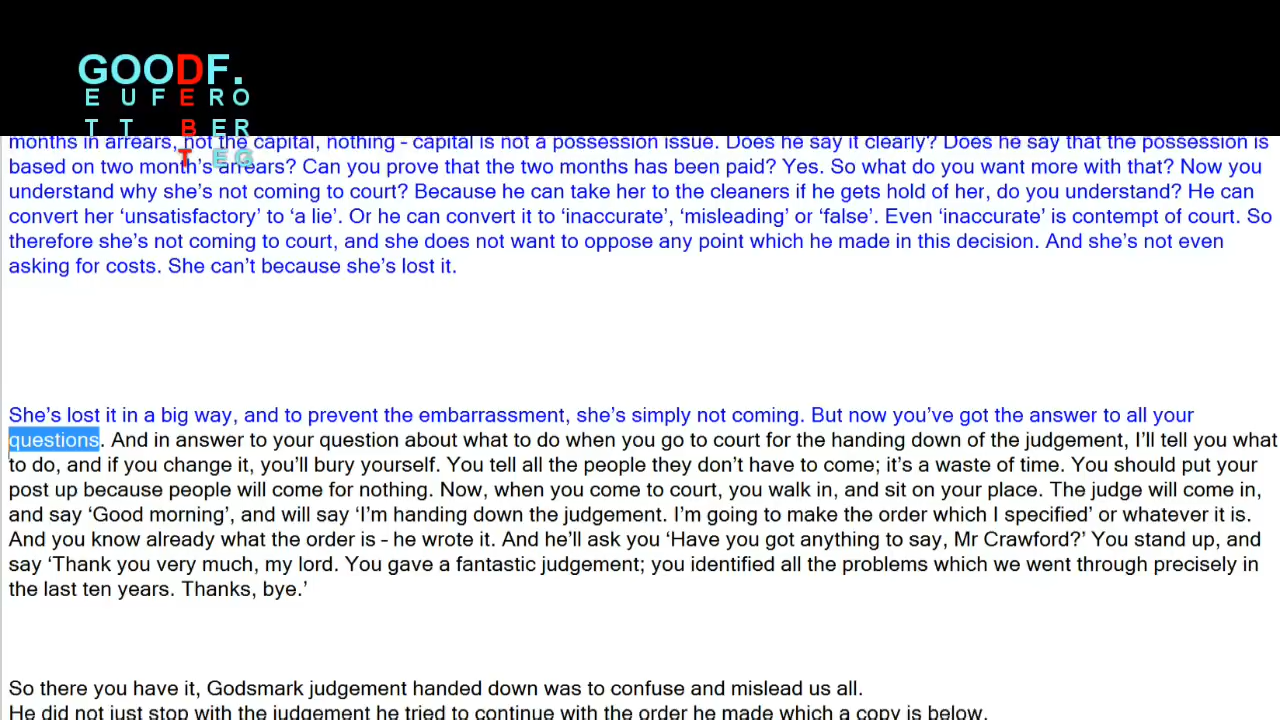 GOODF.
E U F E R O
T T B E R
T E G
months in arrears, not the capital, nothing - capital is not a possession issue. Does he say it clearly? Does he say that the possession is
based on two month's arrears? Can you prove that the two months has been paid? Yes. So what do you want more with that? Now you
understand why she's not coming to court? Because he can take her to the cleaners if he gets hold of her, do you understand? He can
convert her ‘unsatisfactory’ to ‘a lie’. Or he can convert it to ‘inaccurate’, ‘misleading’ or ‘false’. Even ‘inaccurate’ is contempt of court. So
therefore she’s not coming to court, and she does not want to oppose any point which he made in this decision. And she’s not even
asking for costs. She can’t because she’s lost it.
She’s lost it in a big way, and to prevent the embarrassment, she’s simply not coming. But now you’ve got the answer to all your
questions. And in answer to your question about what to do when you go to court for the handing down of the judgement, I’ll tell you what
to do, and if you change it, you’ll bury yourself. You tell all the people they don’t have to come; it’s a waste of time. You should put your
post up because people will come for nothing. Now, when you come to court, you walk in, and sit on your place. The judge will come in,
and say ‘Good morning’, and will say ‘I’m handing down the judgement. I’m going to make the order which I specified’ or whatever it is.
And you know already what the order is - he wrote it. And he’ll ask you ‘Have you got anything to say, Mr Crawford?’ You stand up, and
say ‘Thank you very much, my lord. You gave a fantastic judgement; you identified all the problems which we went through precisely in
the last ten years. Thanks, bye.’
So there you have it, Godsmark judgement handed down was to confuse and mislead us all.
He did not just stop with the judgement he tried to continue with the order he made which a copy is below.